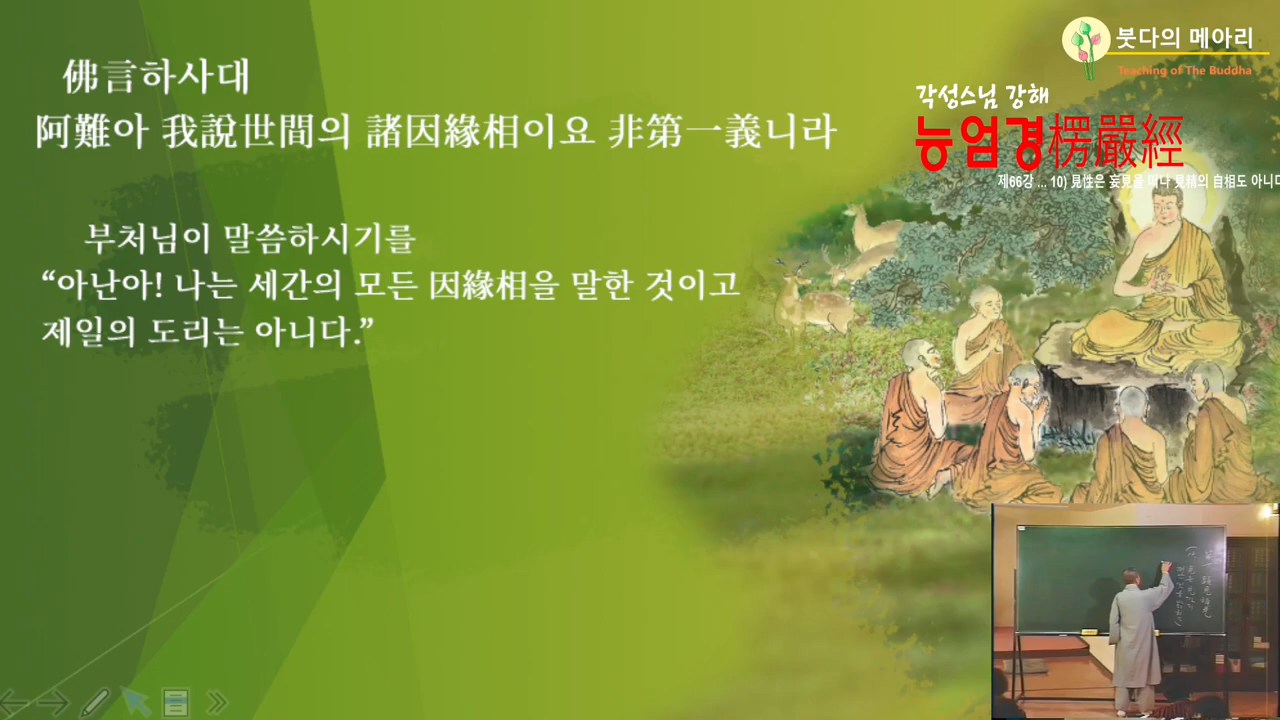 佛言하사대
阿難아 我說世間의 諸因緣相이요 非第一義니라
부처님이 말씀하시기를
“아난아! 나는 세간의 모든 因緣相을 말한 것이고
제일의 도리는 아니다.”
붓다의 메아리
Teaching of The Buddha
각성스님 강해
능엄경楞嚴經
제66강 ... 10) 見性은 妄見을 떠나 見精의 自相도 아니다